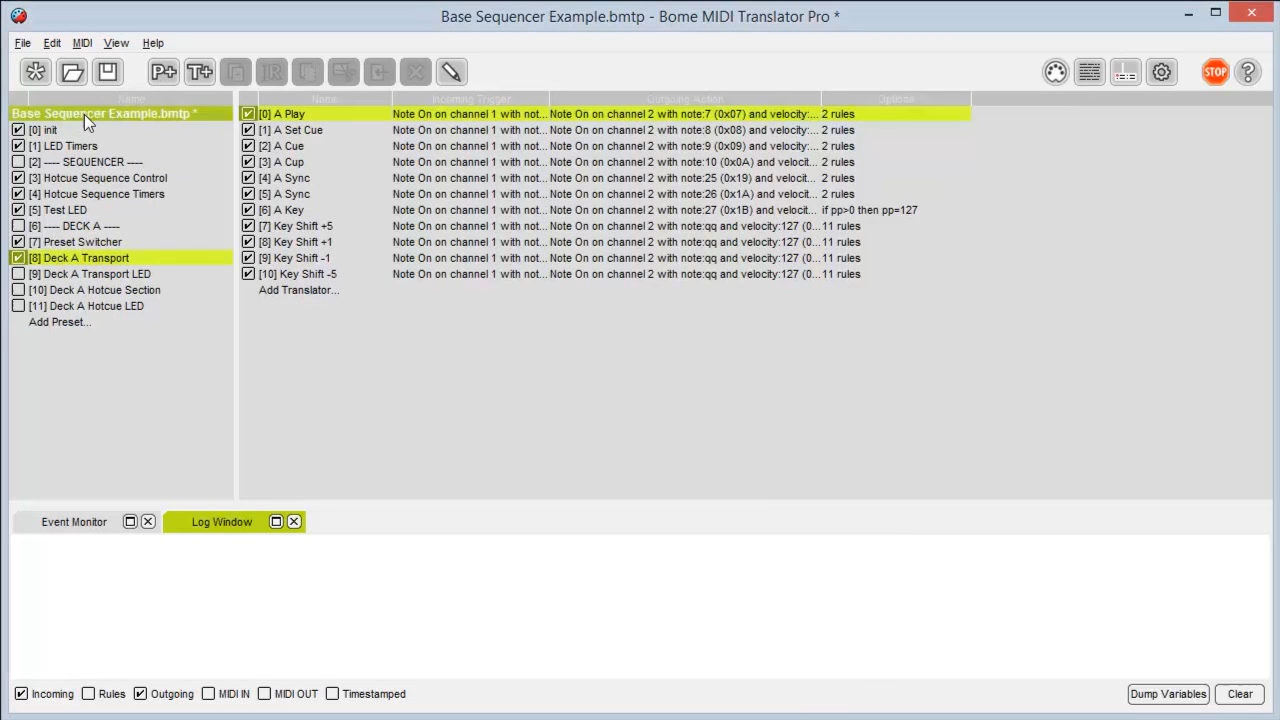 Base Sequencer Example.bmtp - Bome MIDI Translator Pro *
File Edit MIDI View Help
P+ T+ STOP ?
Name Name Incoming Trigger Outgoing Action Options
Base Sequencer Example.bmtp *
[0] init
[1] LED Timers
[2] ---- SEQUENCER ----
[3] Hotcue Sequence Control
[4] Hotcue Sequence Timers
[5] Test LED
[6] ---- DECK A ----
[7] Preset Switcher
[8] Deck A Transport
[9] Deck A Transport LED
[10] Deck A Hotcue Section
[11] Deck A Hotcue LED
Add Preset...
[0] A Play Note On on channel 1 with not... Note On on channel 2 with note:7 (0x07) and velocity:... 2 rules
[1] A Set Cue Note On on channel 1 with not... Note On on channel 2 with note:8 (0x08) and velocity:... 2 rules
[2] A Cue Note On on channel 1 with not... Note On on channel 2 with note:9 (0x09) and velocity:... 2 rules
[3] A Cup Note On on channel 1 with not... Note On on channel 2 with note:10 (0x0A) and velocit... 2 rules
[4] A Sync Note On on channel 1 with not... Note On on channel 2 with note:25 (0x19) and velocit... 2 rules
[5] A Sync Note On on channel 1 with not... Note On on channel 2 with note:26 (0x1A) and velocit... 2 rules
[6] A Key Note On on channel 1 with not... Note On on channel 2 with note:27 (0x1B) and velocit... if pp>0 then pp=127
[7] Key Shift +5 Note On on channel 1 with not... Note On on channel 2 with note:qq and velocity:127 (0... 11 rules
[8] Key Shift +1 Note On on channel 1 with not... Note On on channel 2 with note:qq and velocity:127 (0... 11 rules
[9] Key Shift -1 Note On on channel 1 with not... Note On on channel 2 with note:qq and velocity:127 (0... 11 rules
[10] Key Shift -5 Note On on channel 1 with not... Note On on channel 2 with note:qq and velocity:127 (0... 11 rules
Add Translator...
Event Monitor Log Window
Incoming Rules Outgoing MIDI IN MIDI OUT Timestamped Dump Variables Clear